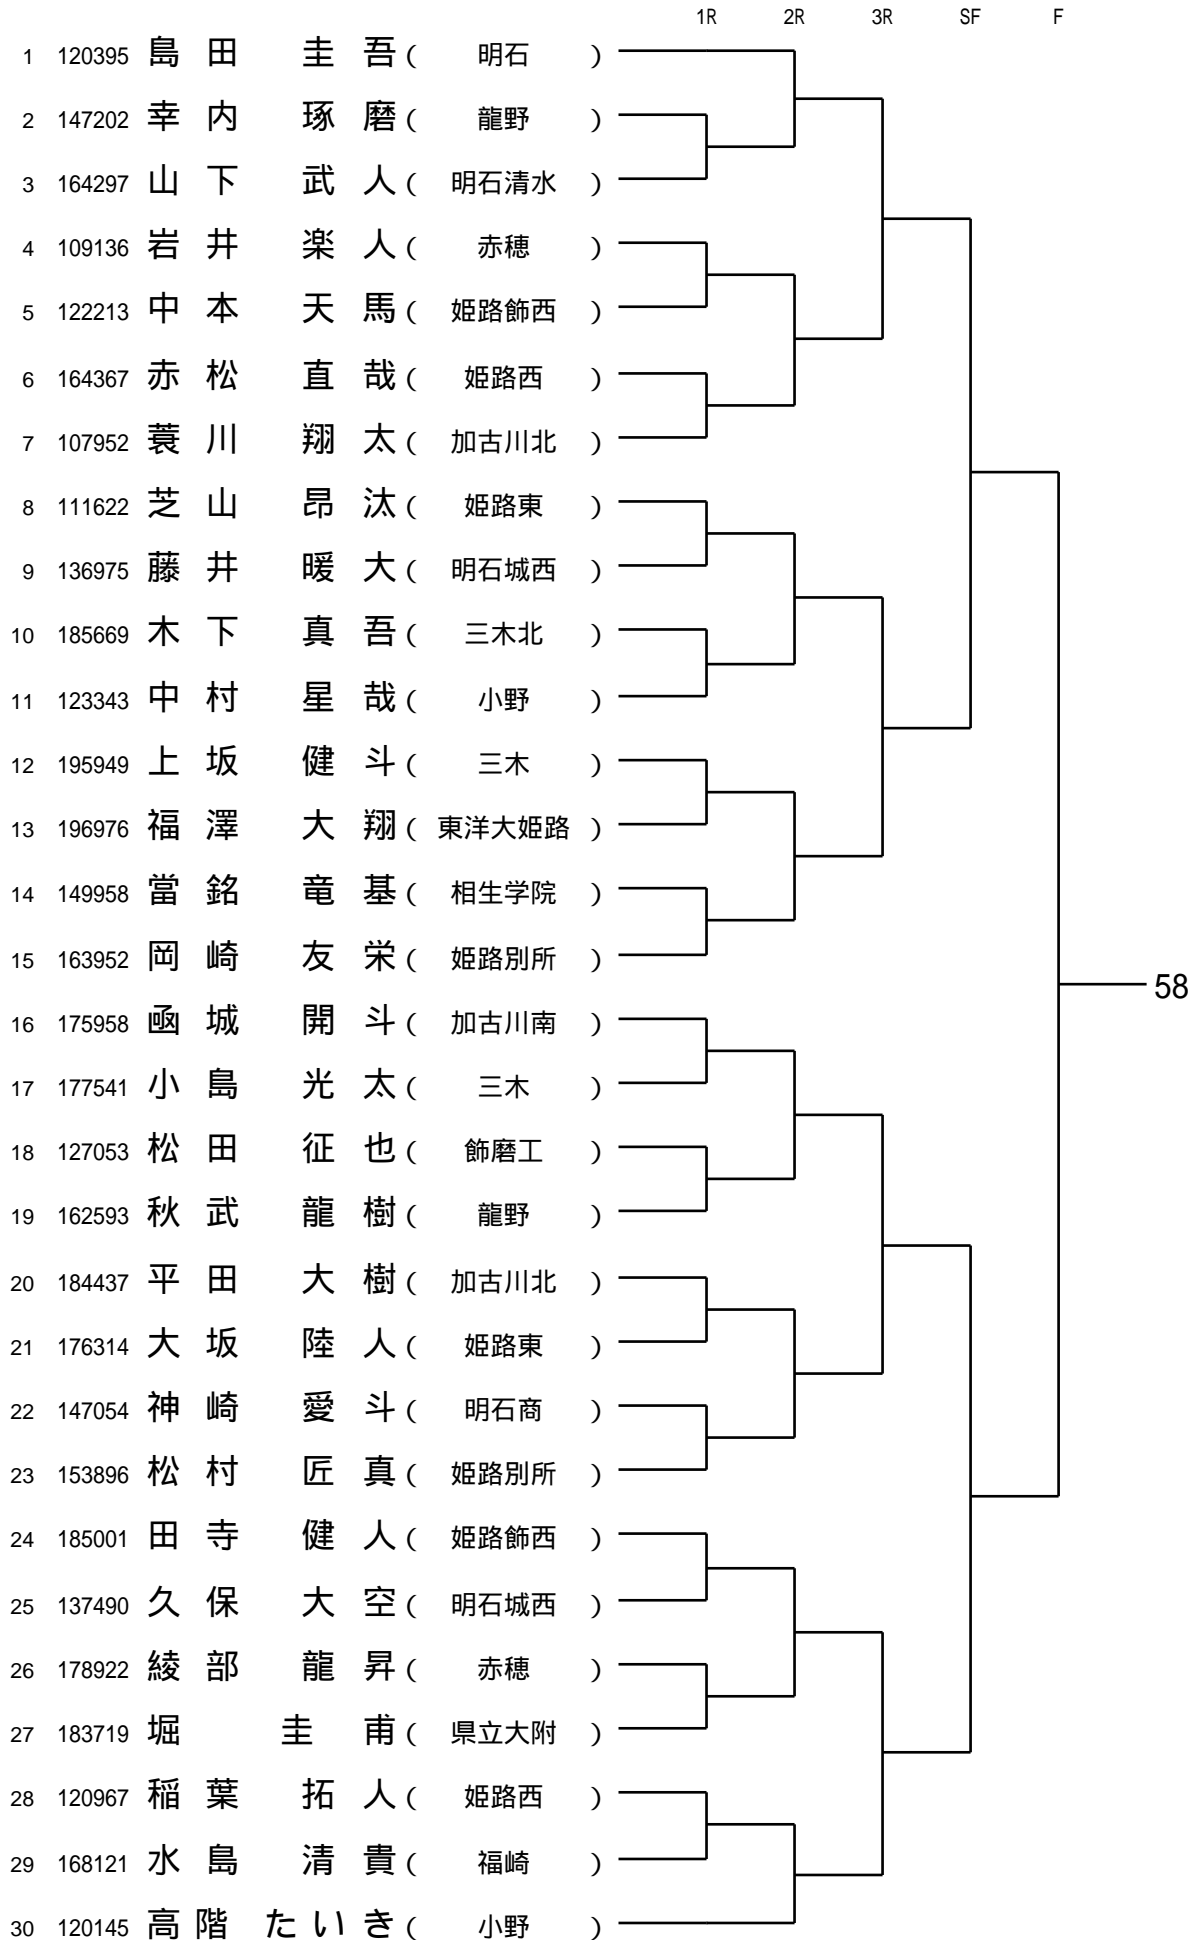 1R 2R 3R SF F
1 120395 島田 圭吾 ( 明石 )
2 147202 幸内 琢磨 ( 龍野 )
3 164297 山下 武人 ( 明石清水 )
4 109136 岩井 楽人 ( 赤穂 )
5 122213 中本 天馬 ( 姫路飾西 )
6 164367 赤松 直哉 ( 姫路西 )
7 107952 蓑川 翔太 ( 加古川北 )
8 111622 芝山 昂汰 ( 姫路東 )
9 136975 藤井 暖大 ( 明石城西 )
10 185669 木下 真吾 ( 三木北 )
11 123343 中村 星哉 ( 小野 )
12 195949 上坂 健斗 ( 三木 )
13 196976 福澤 大翔 ( 東洋大姫路 )
14 149958 當銘 竜基 ( 相生学院 )
15 163952 岡崎 友栄 ( 姫路別所 )
58
16 175958 凾城 開斗 ( 加古川南 )
17 177541 小島 光太 ( 三木 )
18 127053 松田 征也 ( 飾磨工 )
19 162593 秋武 龍樹 ( 龍野 )
20 184437 平田 大樹 ( 加古川北 )
21 176314 大坂 陸人 ( 姫路東 )
22 147054 神崎 愛斗 ( 明石商 )
23 153896 松村 匠真 ( 姫路別所 )
24 185001 田寺 健人 ( 姫路飾西 )
25 137490 久保 大空 ( 明石城西 )
26 178922 綾部 龍昇 ( 赤穂 )
27 183719 堀 圭甫 ( 県立大附 )
28 120967 稲葉 拓人 ( 姫路西 )
29 168121 水島 清貴 ( 福崎 )
30 120145 高階 たいき ( 小野 )